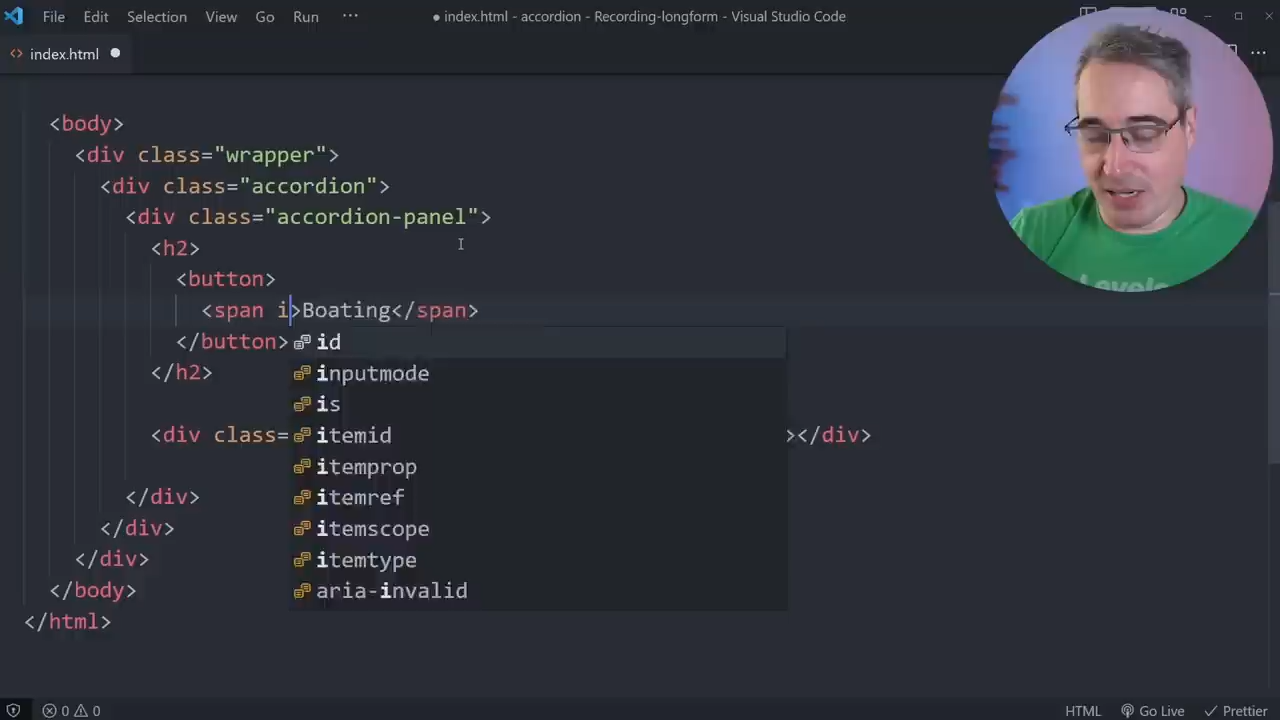 File Edit Selection View Go Run ··· ● index.html - accordion - Recording-longform - Visual Studio Code
<> index.html ●
<body>
<div class="wrapper">
<div class="accordion">
<div class="accordion-panel">
<h2>
<button>
<span i>Boating</span>
</button>
id
inputmode
</h2>
is
<div class=
itemid
></div>
itemprop
itemref
</div>
itemscope
</div>
itemtype
</div>
aria-invalid
</body>
</html>
0 0 HTML Go Live Prettier